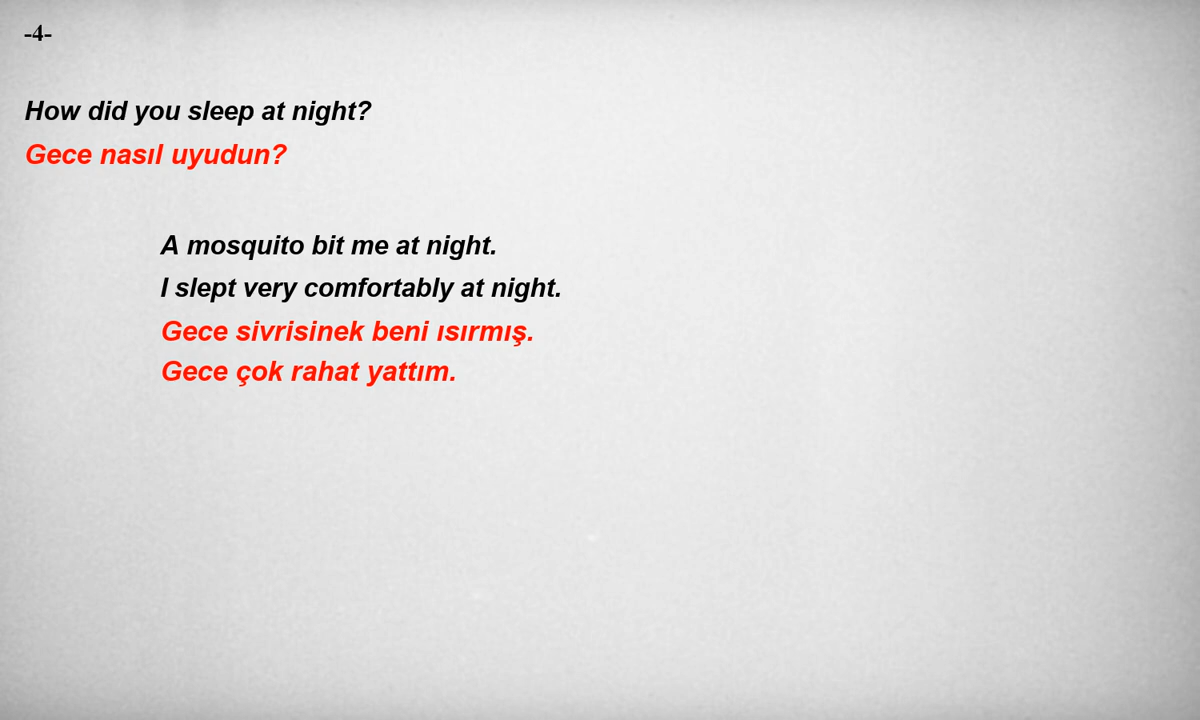 -4-
How did you sleep at night?
Gece nasıl uyudun?
A mosquito bit me at night.
I slept very comfortably at night.
Gece sivrisinek beni ısırmış.
Gece çok rahat yattım.